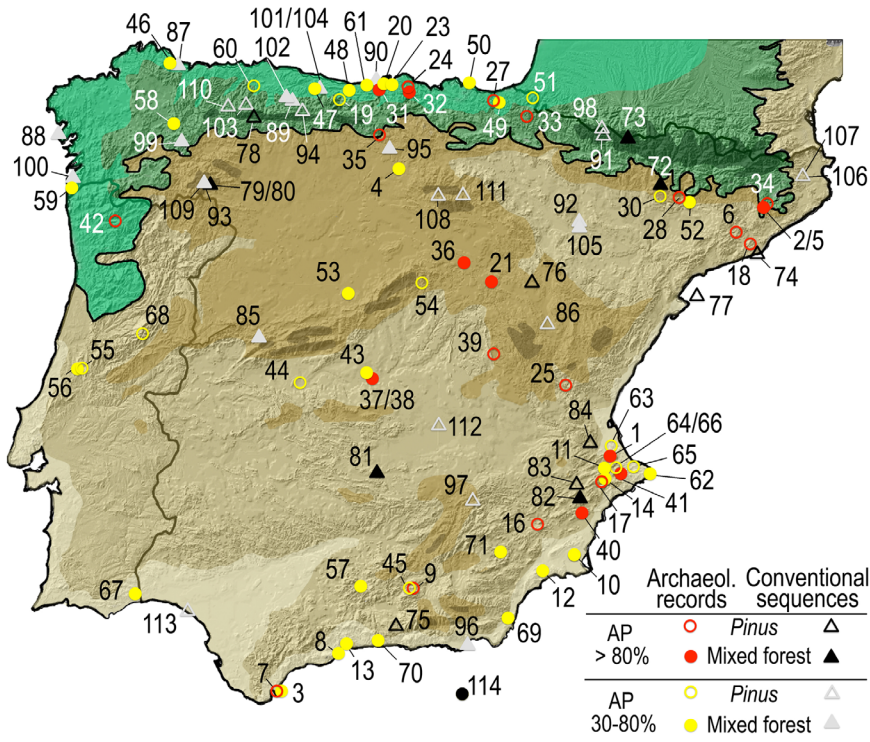 101/104 61 20 23
46 87 60 102 48 90 24 50
110 27 51
58 103 89 47 19 31 32 49 33 98 73
88 99 78 94 35 95 91 107
100 72 106
59 109 93 79/80 4 108 111 92 30 34
42 28 52 6 2/5
105
36 21 76 18 74
53 54 77
68 85 86
39
56 55 44 43 25
37/38 63
84 64/66
112 1
11 65
81 83 62
97 82 14 41
16 17
71 40
57 45 9 10
67 12
75 69
113 8 96
13 70
7 3 114
Archaeol. Conventional
records sequences
AP Pinus
> 80% Mixed forest
AP Pinus
30-80% Mixed forest